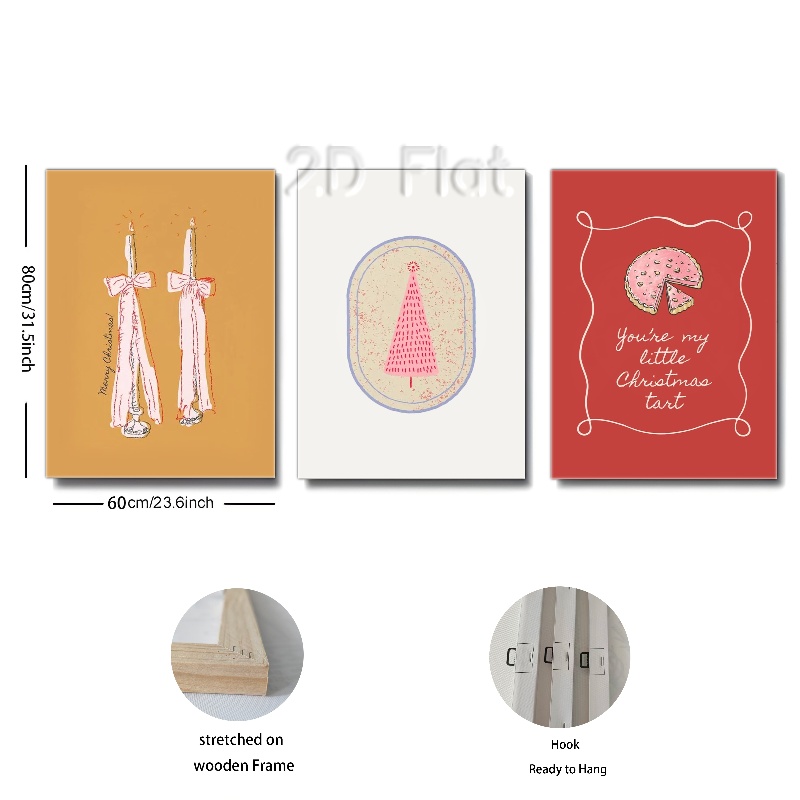 2D Flat
80cm/31.5inch
Merry Christmas!
You're my
little
Christmas
tart
60cm/23.6inch
stretched on
wooden Frame
Hook
Ready to Hang